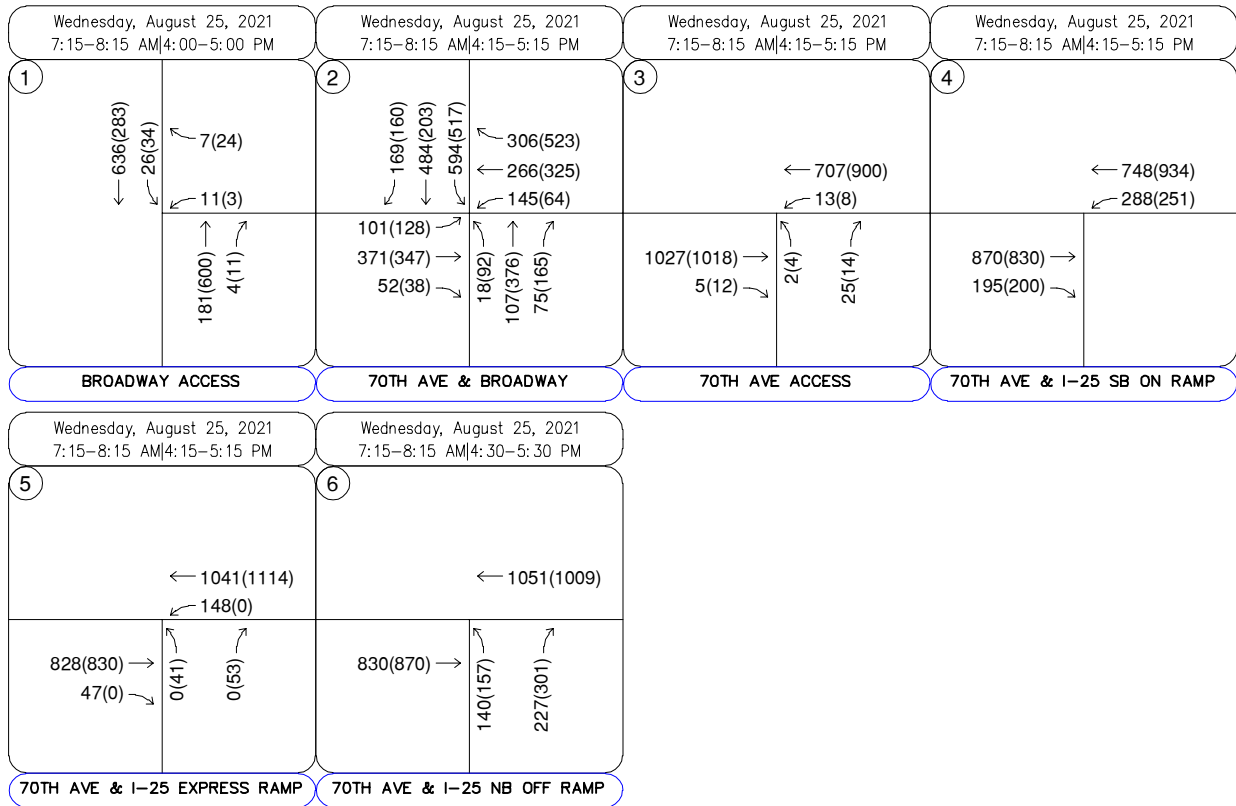 Wednesday, August 25, 2021
7:15–8:15 AM|4:00–5:00 PM
1
636(283)
26(34)
7(24)
11(3)
181(600)
4(11)
BROADWAY ACCESS
Wednesday, August 25, 2021
7:15–8:15 AM|4:15–5:15 PM
2
169(160)
484(203)
594(517)
306(523)
266(325)
145(64)
101(128)
371(347)
52(38)
18(92)
107(376)
75(165)
70TH AVE & BROADWAY
Wednesday, August 25, 2021
7:15–8:15 AM|4:15–5:15 PM
3
707(900)
13(8)
1027(1018)
5(12)
2(4)
25(14)
70TH AVE ACCESS
Wednesday, August 25, 2021
7:15–8:15 AM|4:15–5:15 PM
4
748(934)
288(251)
870(830)
195(200)
70TH AVE & I–25 SB ON RAMP
Wednesday, August 25, 2021
7:15–8:15 AM|4:15–5:15 PM
5
1041(1114)
148(0)
828(830)
47(0)
0(41)
0(53)
70TH AVE & I–25 EXPRESS RAMP
Wednesday, August 25, 2021
7:15–8:15 AM|4:30–5:30 PM
6
1051(1009)
830(870)
140(157)
227(301)
70TH AVE & I–25 NB OFF RAMP